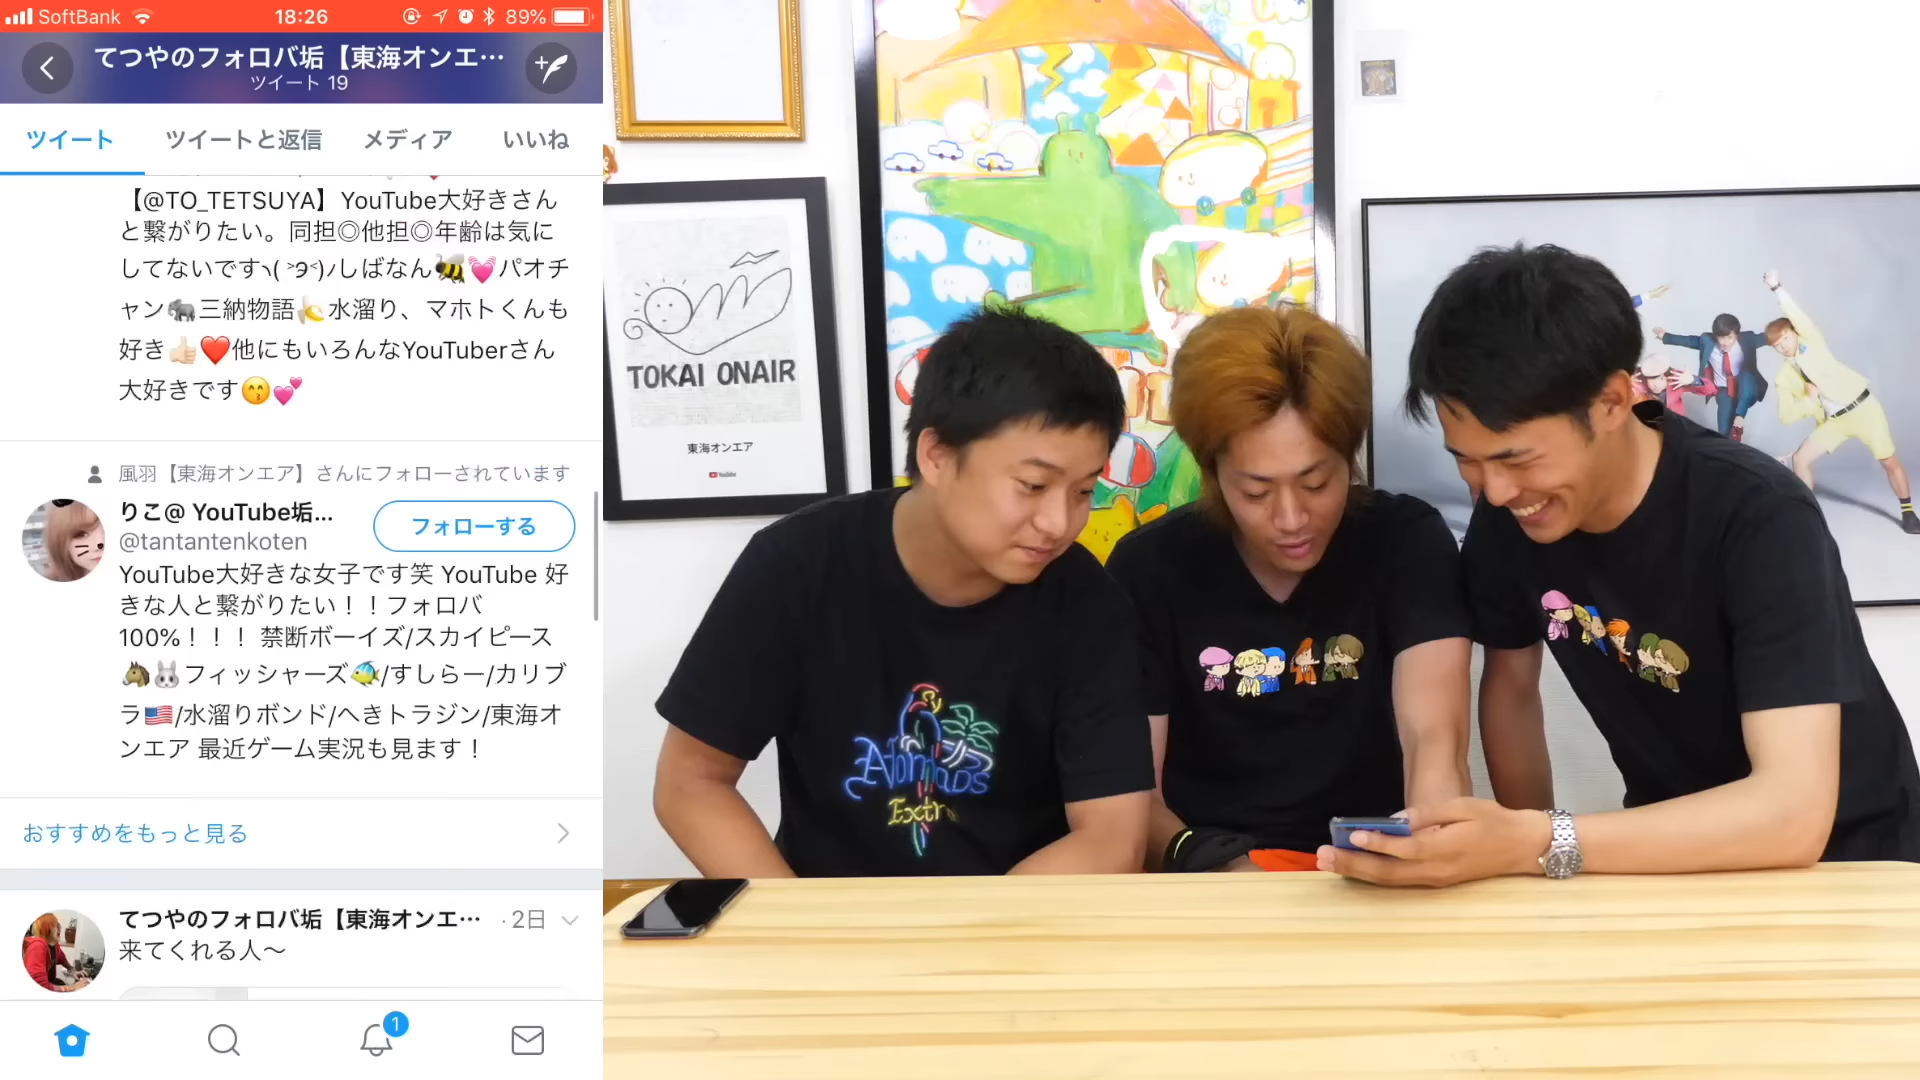 SoftBank 18:26 89%
てつやのフォロバ垢【東海オンエ…
ツイート 19
ツイート ツイートと返信 メディア いいね
【@TO_TETSUYA】YouTube大好きさん
と繋がりたい。同担◎他担◎年齢は気に
してないですヽ( ˃̵ϑ˂̵)ﾉしばなん🐝💓パオチ
ャン🐘三納物語🍌水溜り、マホトくんも
好き👍🏻❤️他にもいろんなYouTuberさん
大好きです😙💕
風羽【東海オンエア】さんにフォローされています
りこ@ YouTube垢...
フォローする
@tantantenkoten
YouTube大好きな女子です笑 YouTube 好
きな人と繋がりたい！！フォロバ
100%！！！ 禁断ボーイズ/スカイピース
🐴🐰フィッシャーズ🐠/すしらー/カリブ
ラ🇺🇸/水溜りボンド/へきトラジン/東海オ
ンエア 最近ゲーム実況も見ます！
おすすめをもっと見る
てつやのフォロバ垢【東海オンエ… · 2日
来てくれる人〜
1
TOKAI ONAIR
東海オンエア
YouTube
Nomads
Extr